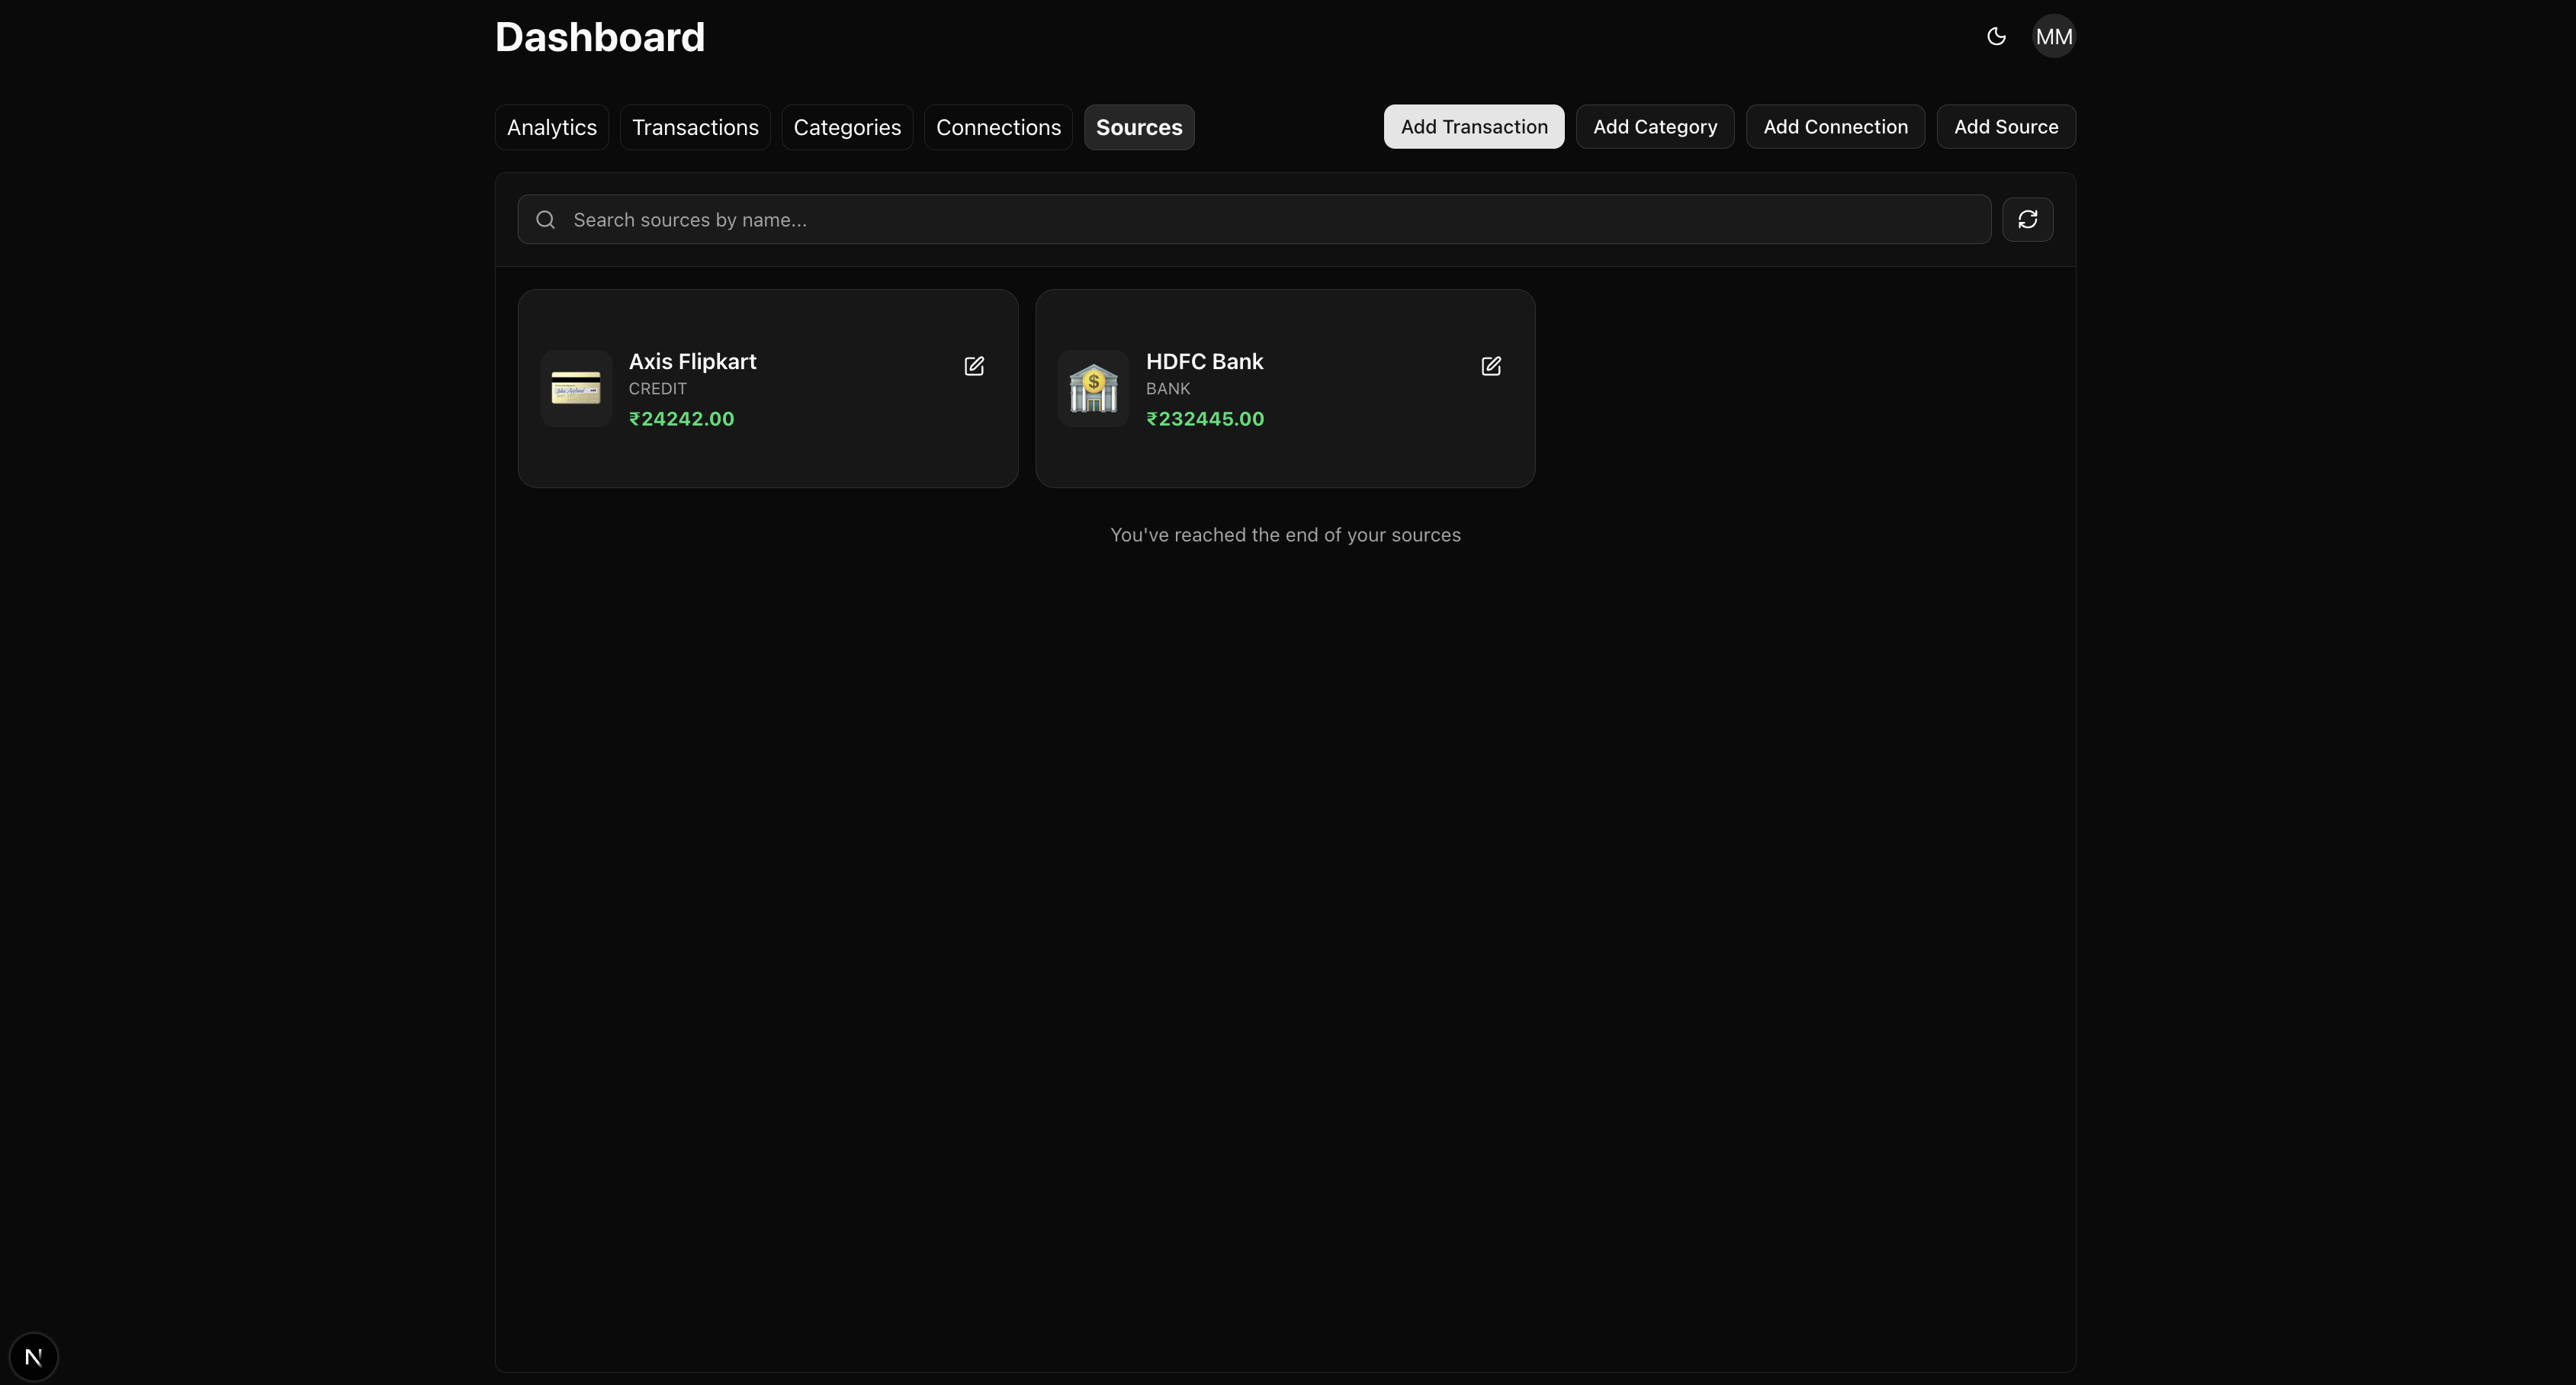 Dashboard
MM
Analytics Transactions Categories Connections Sources Add Transaction Add Category Add Connection Add Source
Search sources by name...
Axis Flipkart
CREDIT
₹24242.00
HDFC Bank
BANK
₹232445.00
You've reached the end of your sources
N